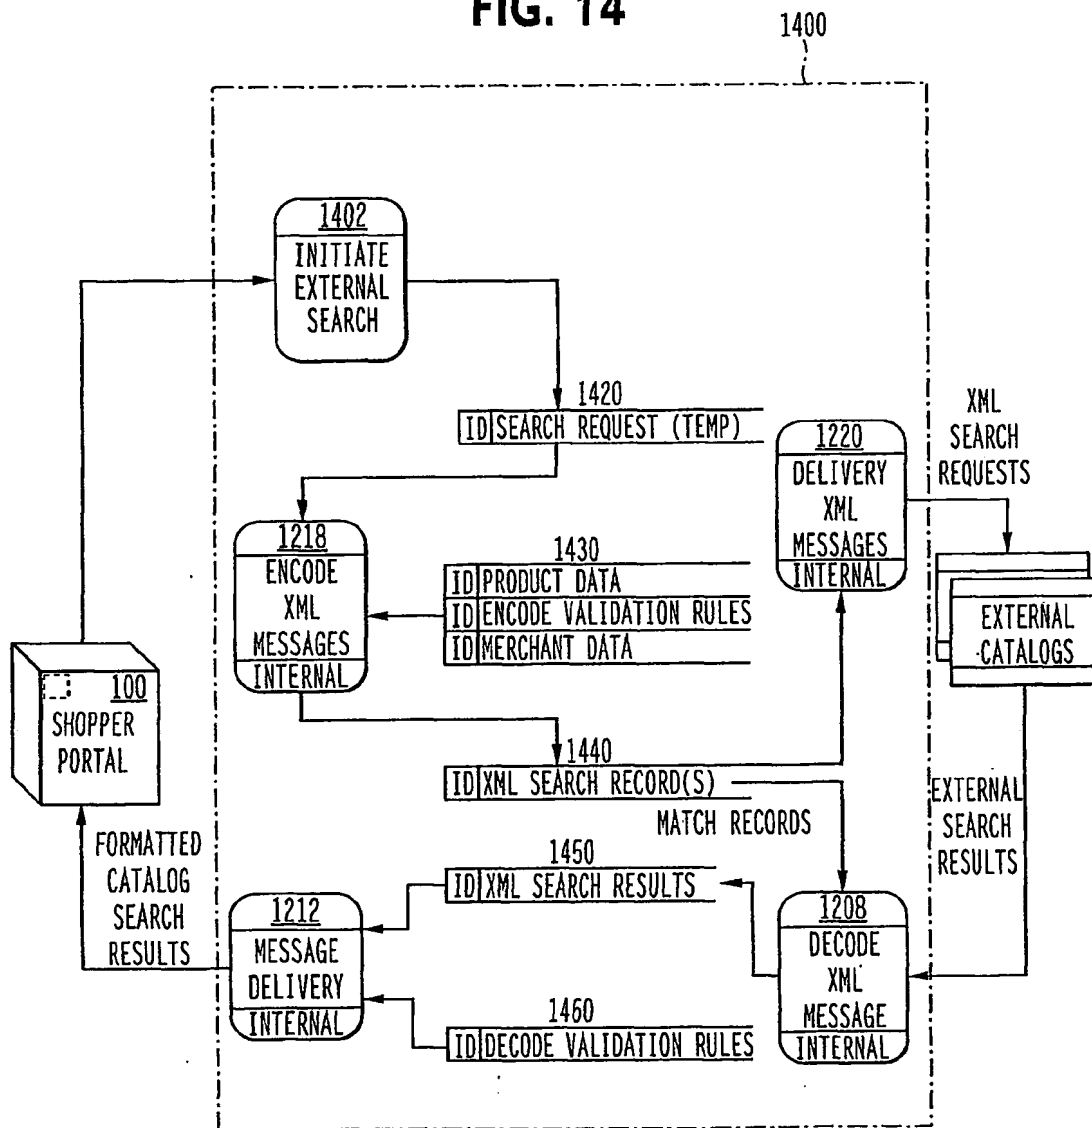 FIG. 14
1400
1402
INITIATE
EXTERNAL
SEARCH
1420
ID SEARCH REQUEST (TEMP)
1220
DELIVERY
XML
MESSAGES
INTERNAL
XML
SEARCH
REQUESTS
1218
ENCODE
XML
MESSAGES
INTERNAL
1430
ID PRODUCT DATA
ID ENCODE VALIDATION RULES
ID MERCHANT DATA
EXTERNAL
CATALOGS
100
SHOPPER
PORTAL
1440
ID XML SEARCH RECORD(S)
MATCH RECORDS
EXTERNAL
SEARCH
RESULTS
FORMATTED
CATALOG
SEARCH
RESULTS
1450
ID XML SEARCH RESULTS
1212
MESSAGE
DELIVERY
INTERNAL
1208
DECODE
XML
MESSAGE
INTERNAL
1460
ID DECODE VALIDATION RULES